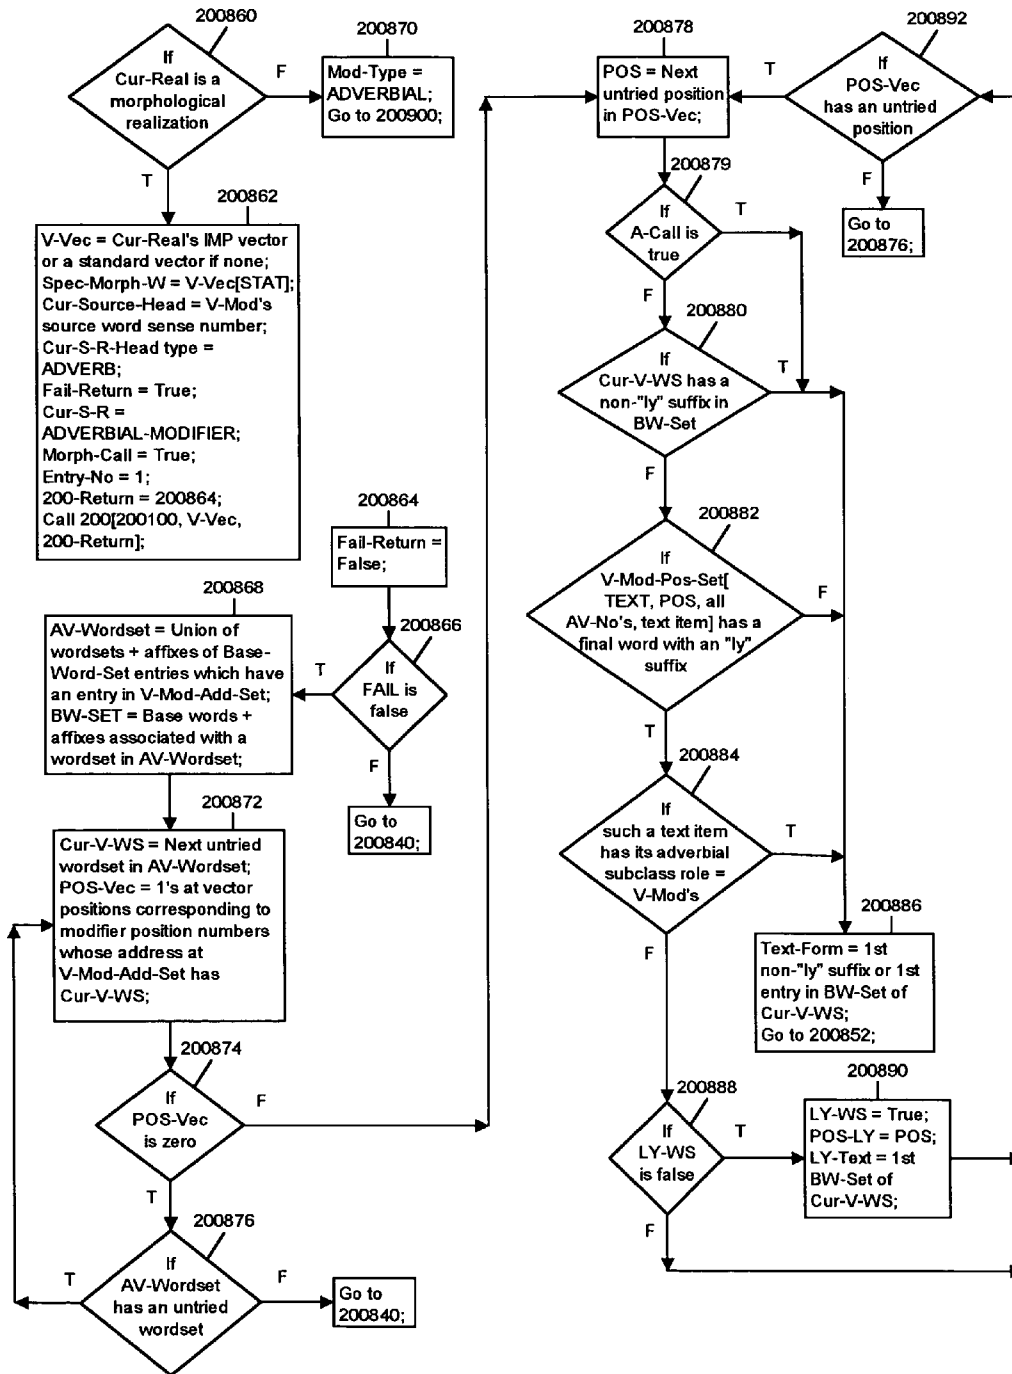 200860
If
Cur-Real is a
morphological
realization
F
T
200870
Mod-Type =
ADVERBIAL;
Go to 200900;
200862
V-Vec = Cur-Real's IMP vector
or a standard vector if none;
Spec-Morph-W = V-Vec[STAT];
Cur-Source-Head = V-Mod's
source word sense number;
Cur-S-R-Head type =
ADVERB;
Fail-Return = True;
Cur-S-R =
ADVERBIAL-MODIFIER;
Morph-Call = True;
Entry-No = 1;
200-Return = 200864;
Call 200[200100, V-Vec,
200-Return];
200864
Fail-Return =
False;
200866
If
FAIL is
false
T
F
Go to
200840;
200868
AV-Wordset = Union of
wordsets + affixes of Base-
Word-Set entries which have
an entry in V-Mod-Add-Set;
BW-SET = Base words +
affixes associated with a
wordset in AV-Wordset;
200872
Cur-V-WS = Next untried
wordset in AV-Wordset;
POS-Vec = 1's at vector
positions corresponding to
modifier position numbers
whose address at
V-Mod-Add-Set has
Cur-V-WS;
200874
If
POS-Vec
is zero
F
T
200876
If
AV-Wordset
has an untried
wordset
T
F
Go to
200840;
200878
POS = Next
untried position
in POS-Vec;
200892
If
POS-Vec
has an untried
position
T
F
Go to
200876;
200879
If
A-Call is
true
T
F
200880
If
Cur-V-WS has a
non-"ly" suffix in
BW-Set
T
F
200882
If
V-Mod-Pos-Set[
TEXT, POS, all
AV-No's, text item] has a
final word with an "ly"
suffix
F
T
200884
If
such a text item
has its adverbial
subclass role =
V-Mod's
T
F
200886
Text-Form = 1st
non-"ly" suffix or 1st
entry in BW-Set of
Cur-V-WS;
Go to 200852;
200888
If
LY-WS
is false
T
F
200890
LY-WS = True;
POS-LY = POS;
LY-Text = 1st
BW-Set of
Cur-V-WS;